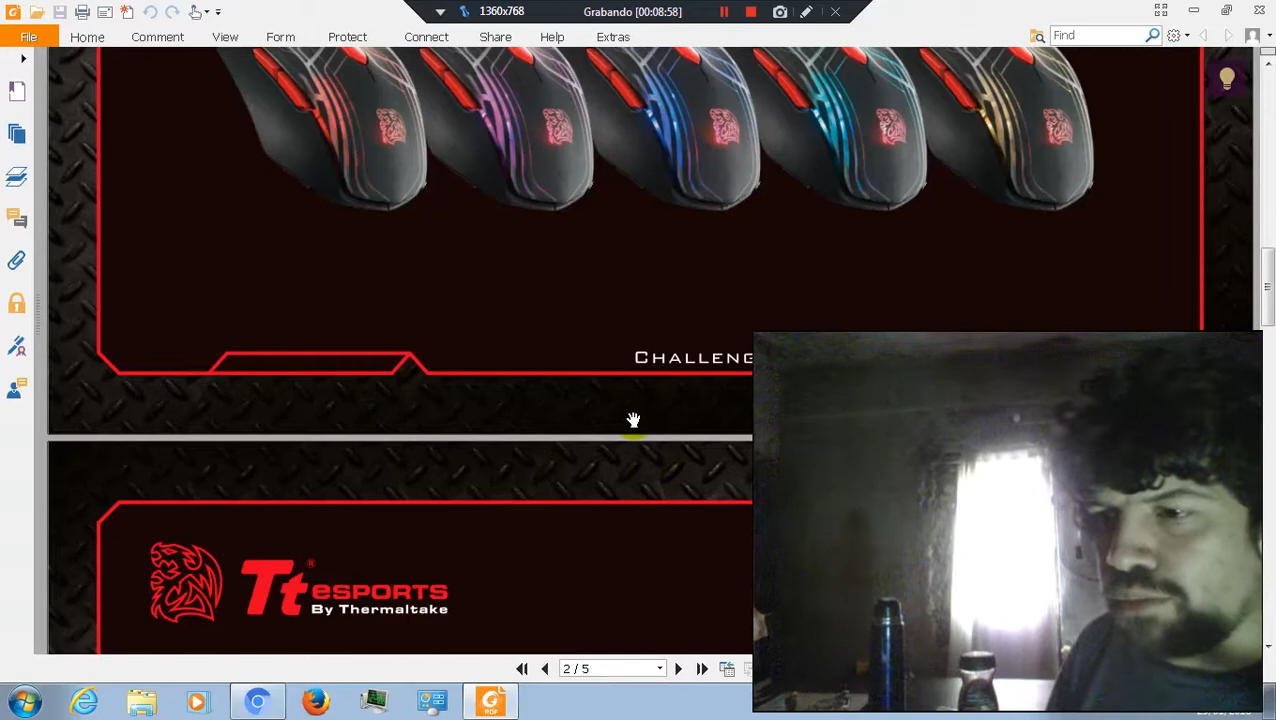 1360x768
Grabando [00:08:58]
File Home Comment View Form Protect Connect Share Help Extras
Find
CHALLENG
Tt® eSPORTS
By Thermaltake
2 / 5
PDF